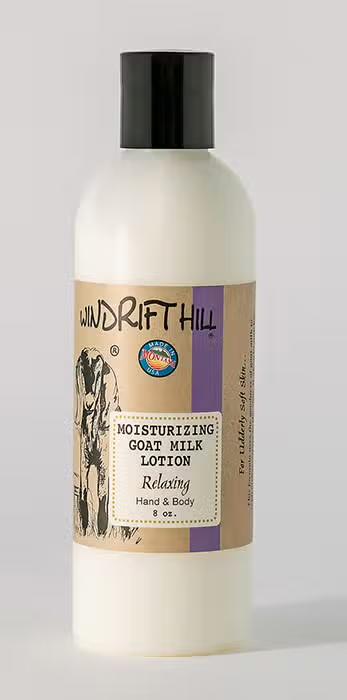 WINDRIFT HILL
®
MADE IN
MONTANA
USA
MOISTURIZING
GOAT MILK
LOTION
Relaxing
Hand & Body
8 oz.
For Udderly Soft Skin...